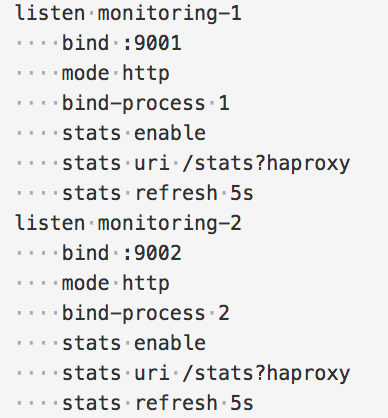 listen monitoring-1
    bind :9001
    mode http
    bind-process 1
    stats enable
    stats uri /stats?haproxy
    stats refresh 5s
listen monitoring-2
    bind :9002
    mode http
    bind-process 2
    stats enable
    stats uri /stats?haproxy
    stats refresh 5s